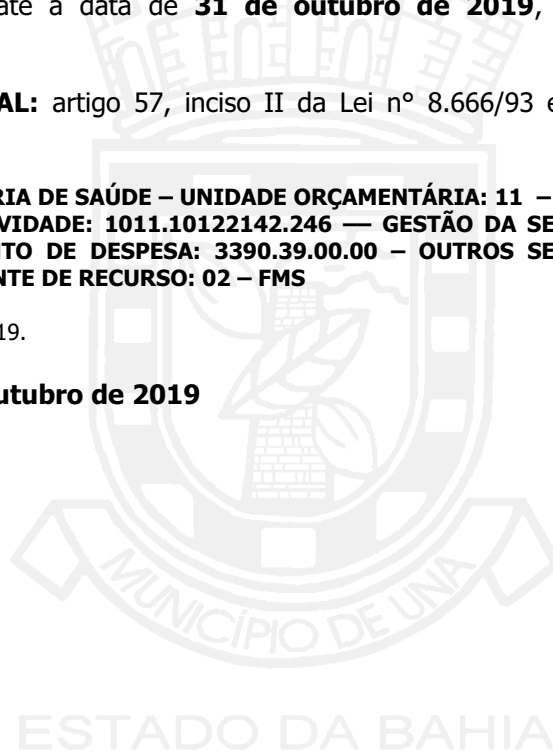 até a data de 31 de outubro de 2019,
AL: artigo 57, inciso II da Lei n° 8.666/93 e
RIA DE SAÚDE – UNIDADE ORÇAMENTÁRIA: 11 –
VIDADE: 1011.10122142.246 –– GESTÃO DA SE
TO DE DESPESA: 3390.39.00.00 – OUTROS SE
NTE DE RECURSO: 02 – FMS
19.
utubro de 2019
MUNICÍPIO DE UNA
ESTADO DA BAHIA